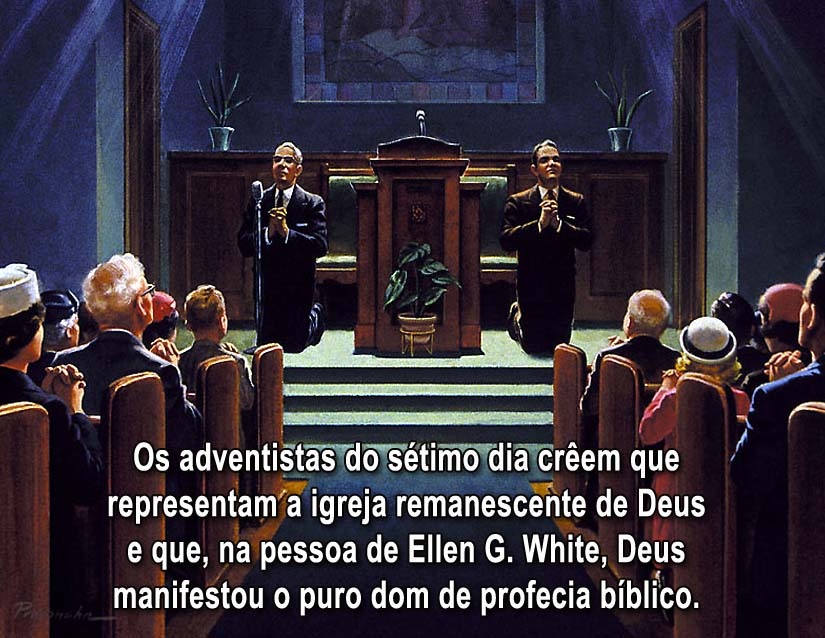 Os adventistas do sétimo dia crêem que
representam a igreja remanescente de Deus
e que, na pessoa de Ellen G. White, Deus
manifestou o puro dom de profecia bíblico.